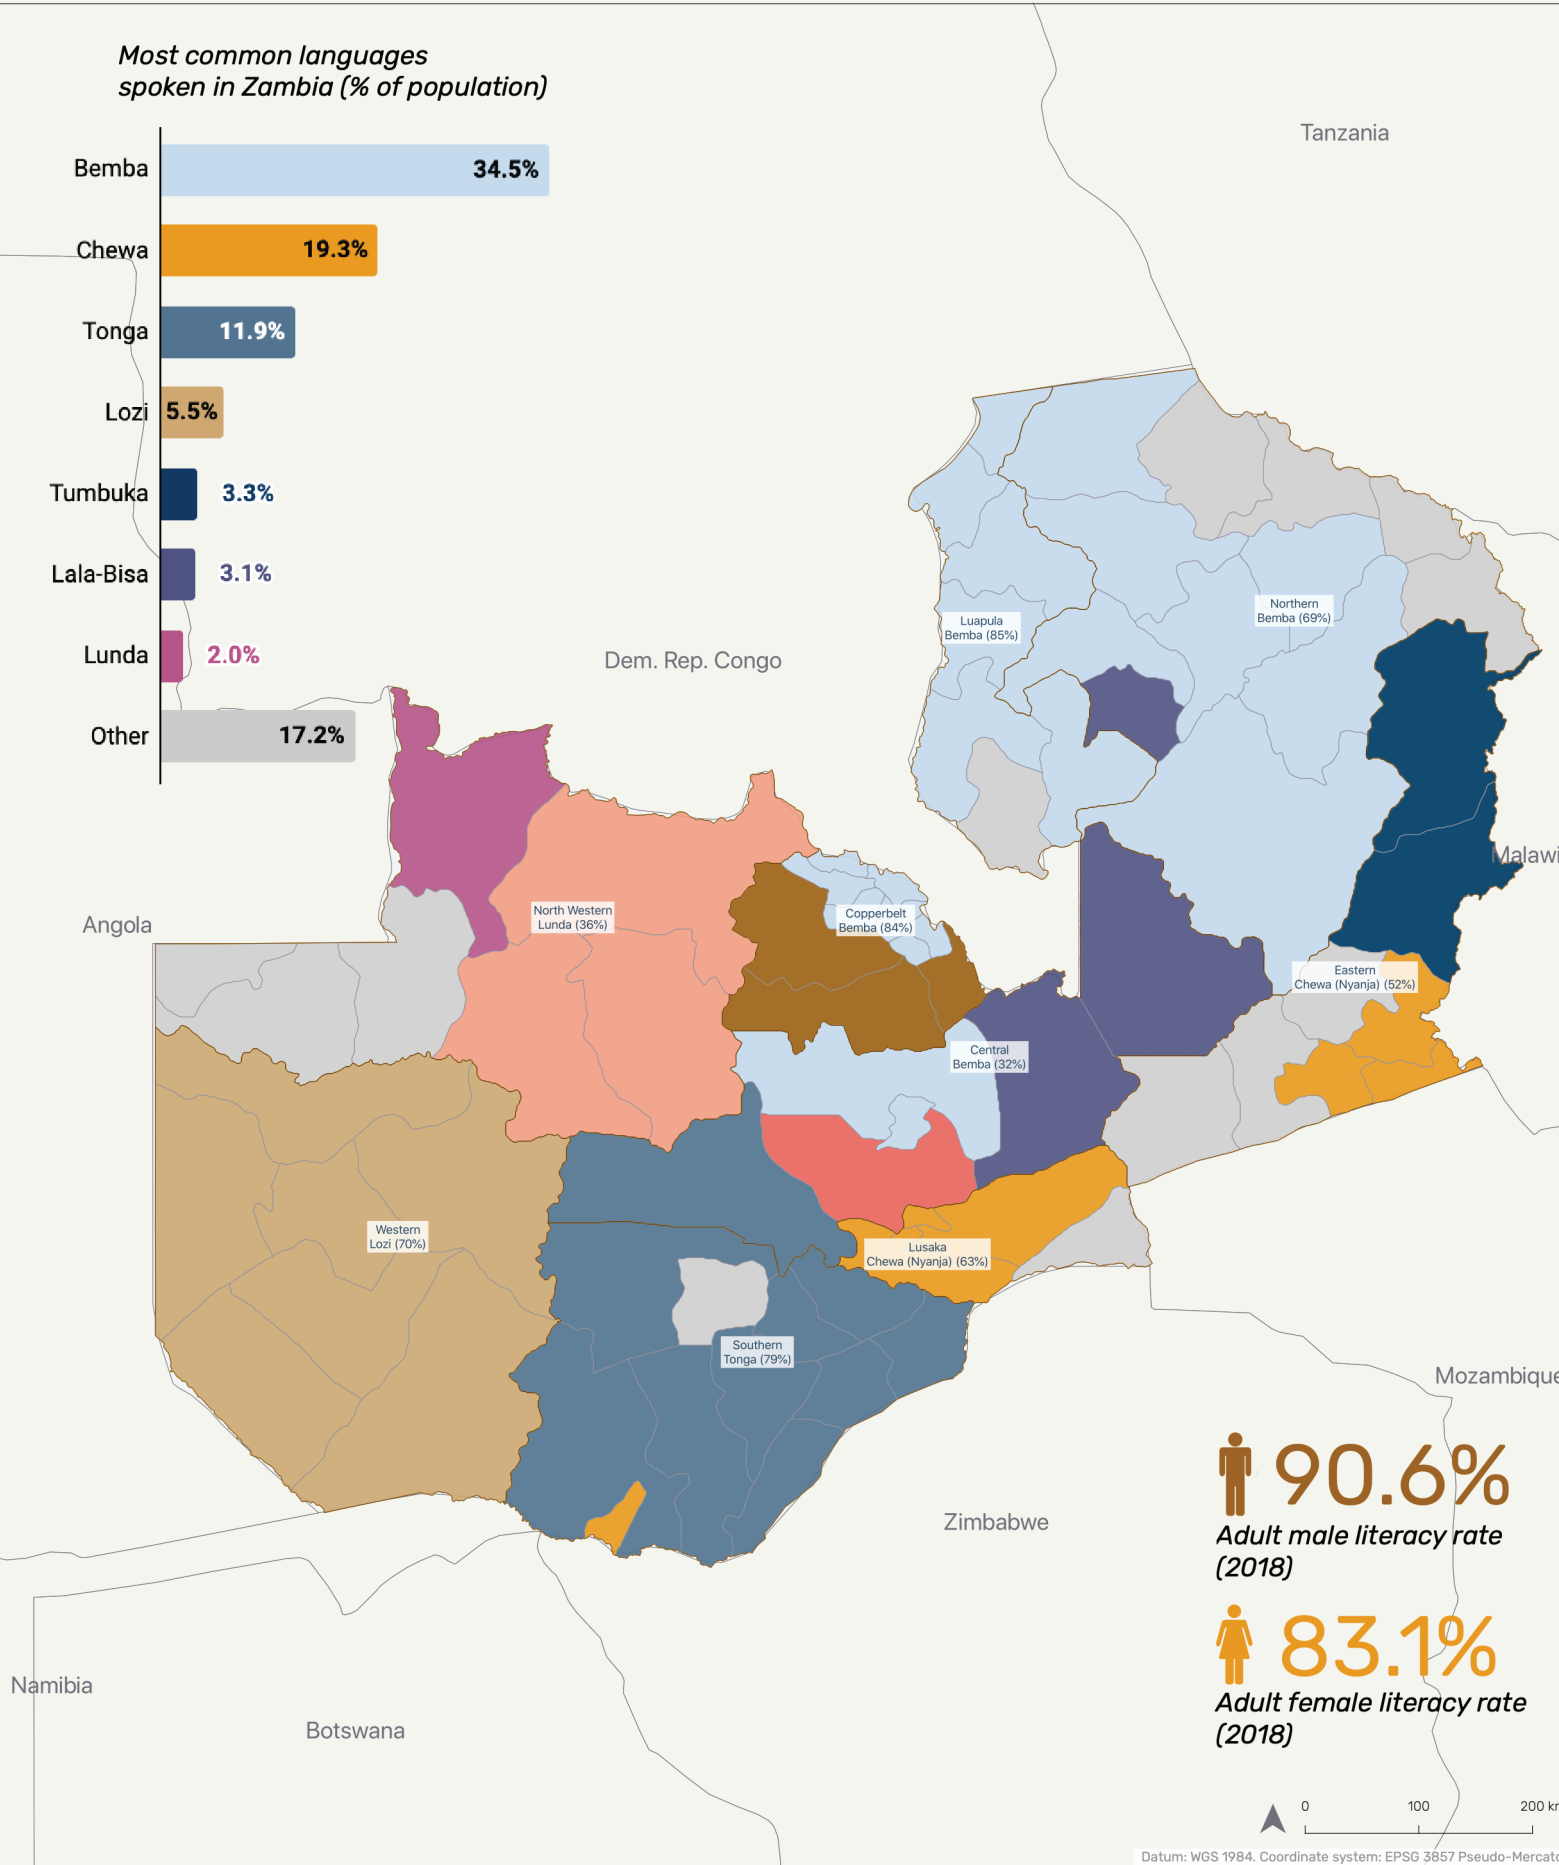 Most common languages
spoken in Zambia (% of population)
Bemba 34.5%
Chewa 19.3%
Tonga 11.9%
Lozi 5.5%
Tumbuka 3.3%
Lala-Bisa 3.1%
Lunda 2.0%
Other 17.2%
Tanzania
Dem. Rep. Congo
Angola
Malawi
Mozambique
Zimbabwe
Namibia
Botswana
Luapula
Bemba (85%)
Northern
Bemba (69%)
North Western
Lunda (36%)
Copperbelt
Bemba (84%)
Eastern
Chewa (Nyanja) (52%)
Central
Bemba (32%)
Western
Lozi (70%)
Lusaka
Chewa (Nyanja) (63%)
Southern
Tonga (79%)
90.6%
Adult male literacy rate
(2018)
83.1%
Adult female literacy rate
(2018)
0 100 200 km
Datum: WGS 1984. Coordinate system: EPSG 3857 Pseudo-Mercato